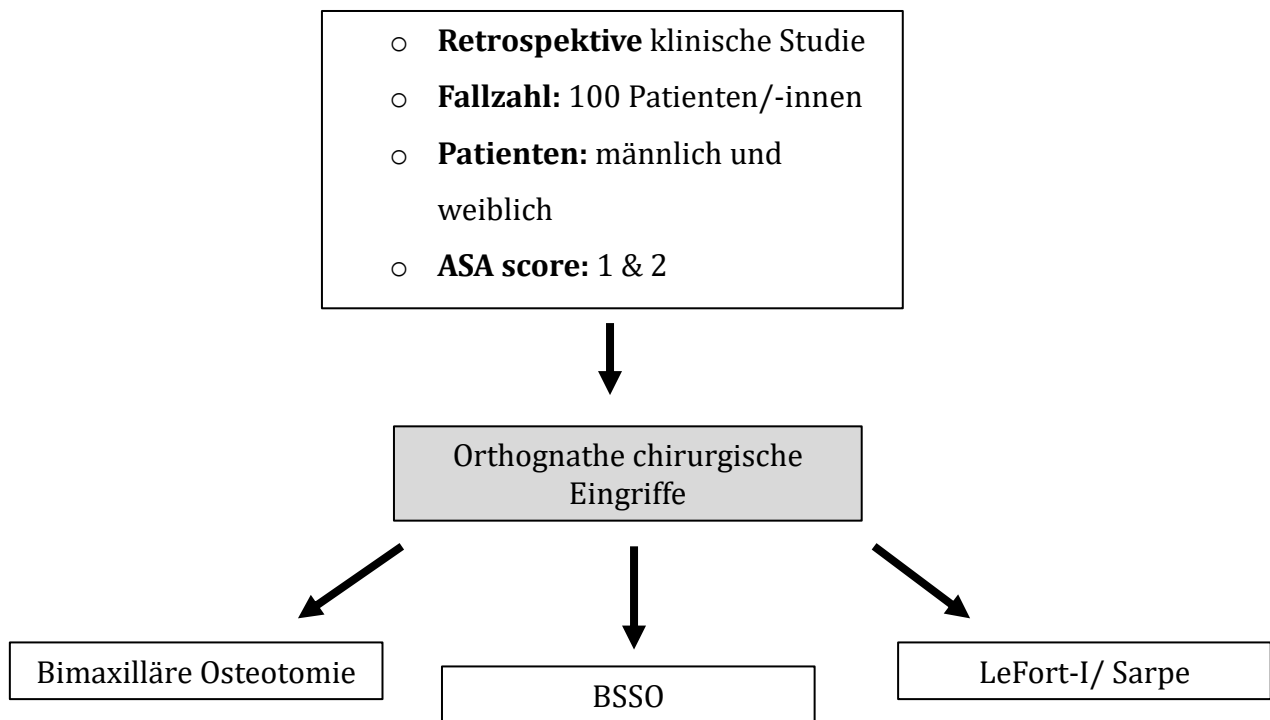 o Retrospektive klinische Studie
o Fallzahl: 100 Patienten/-innen
o Patienten: männlich und
weiblich
o ASA score: 1 & 2
Orthognathe chirurgische
Eingriffe
Bimaxilläre Osteotomie
BSSO
LeFort-I/ Sarpe